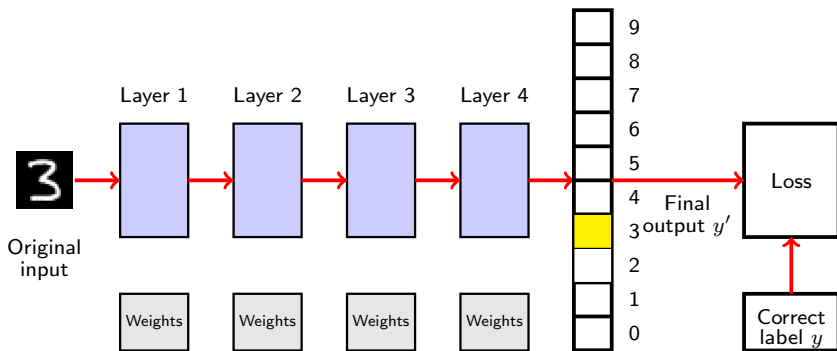 9
8
7
6
5
4
3
2
1
0
Layer 1
Layer 2
Layer 3
Layer 4
3
Original
input
Weights
Weights
Weights
Weights
Final
output y′
Loss
Correct
label y